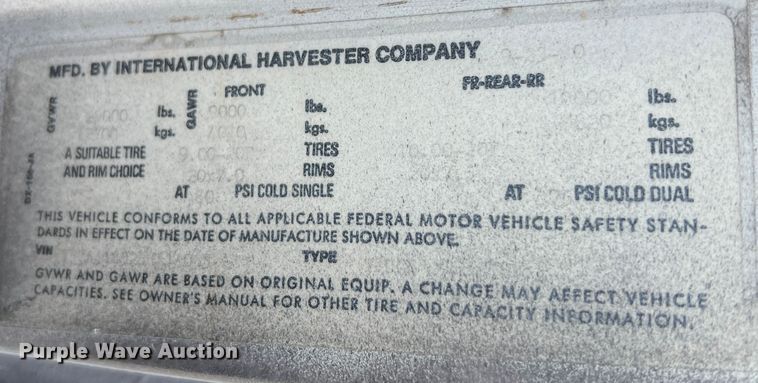 MFD. BY INTERNATIONAL HARVESTER COMPANY
FRONT FR-REAR-RR
GVWR lbs. GAWR 9000 lbs. lbs.
kgs. kgs. kgs.
A SUITABLE TIRE 9.00 TIRES TIRES
AND RIM CHOICE RIMS RIMS
AT PSI COLD SINGLE AT PSI COLD DUAL
THIS VEHICLE CONFORMS TO ALL APPLICABLE FEDERAL MOTOR VEHICLE SAFETY STAN-
DARDS IN EFFECT ON THE DATE OF MANUFACTURE SHOWN ABOVE.
VIN TYPE
GVWR AND GAWR ARE BASED ON ORIGINAL EQUIP. A CHANGE MAY AFFECT VEHICLE
CAPACITIES. SEE OWNER'S MANUAL FOR OTHER TIRE AND CAPACITY INFORMATION.
Purple Wave Auction